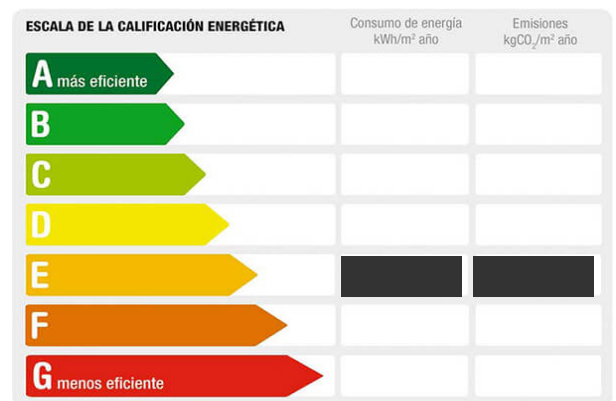 ESCALA DE LA CALIFICACIÓN ENERGÉTICA
Consumo de energía
kWh/m² año
Emisiones
kgCO₂/m² año
A más eficiente
B
C
D
E
F
G menos eficiente